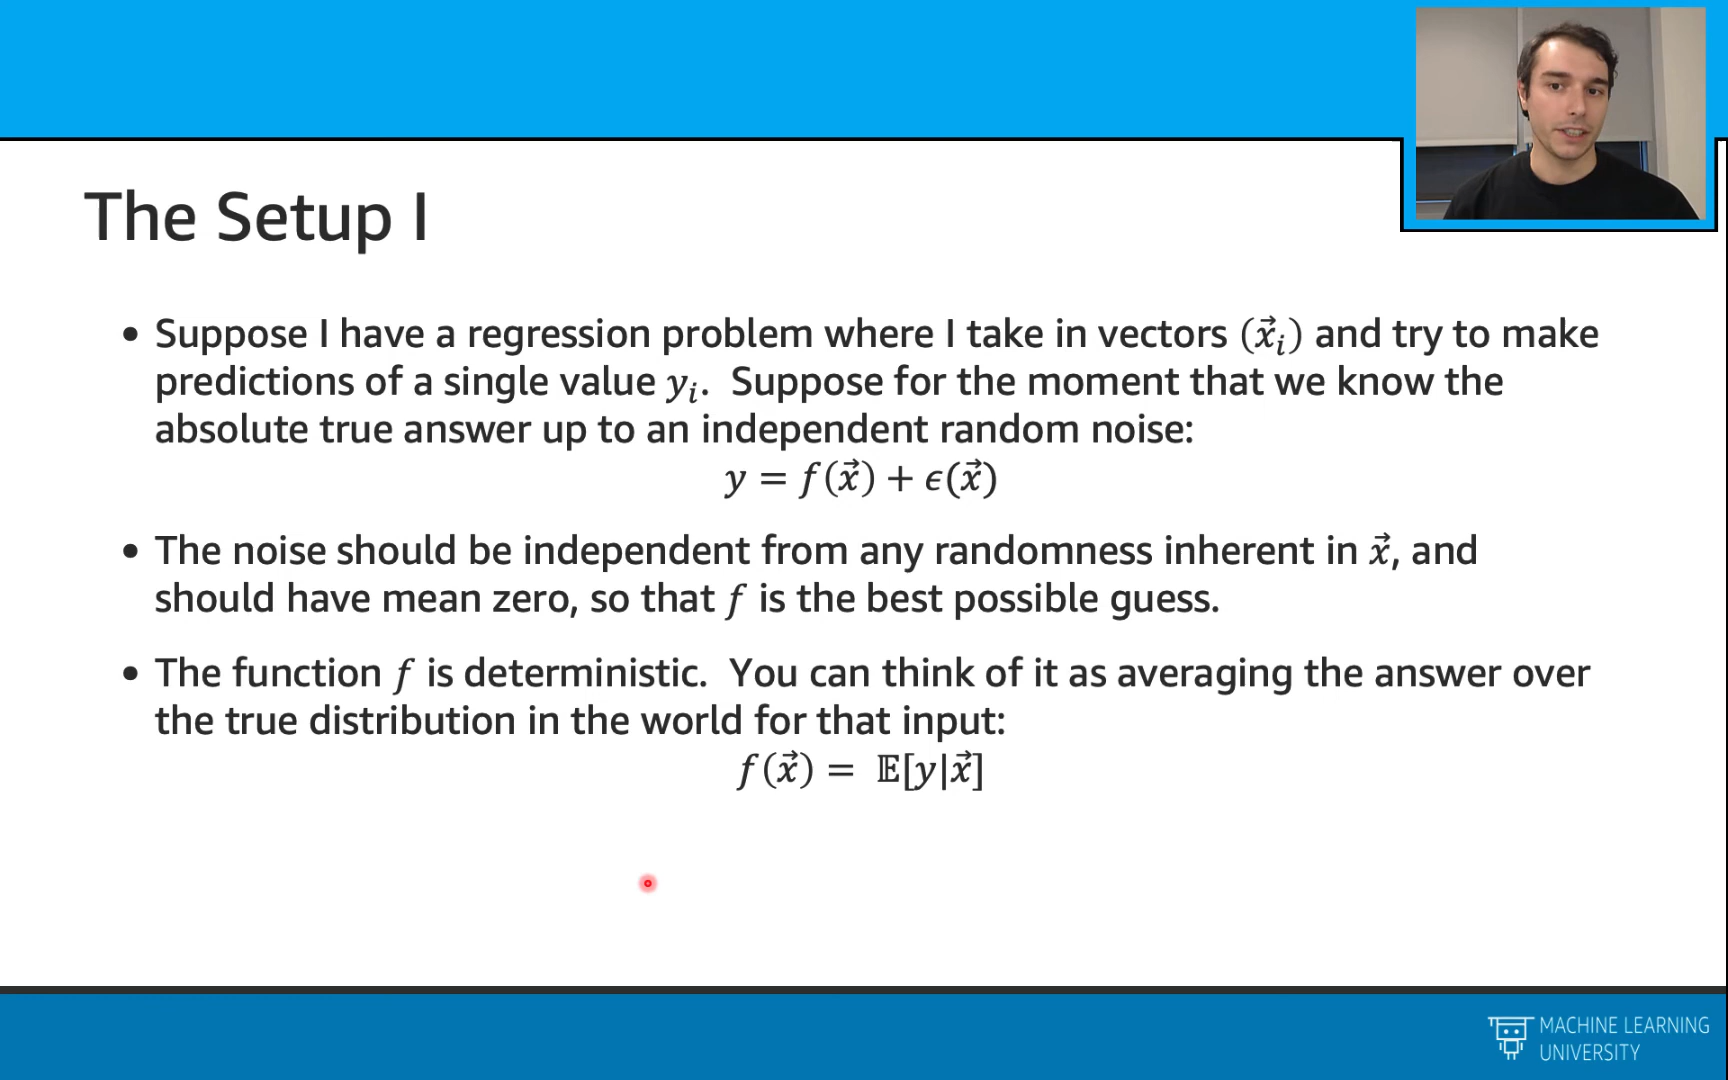 The Setup I
• Suppose I have a regression problem where I take in vectors (x⃗ᵢ) and try to make
predictions of a single value yᵢ. Suppose for the moment that we know the
absolute true answer up to an independent random noise:
y = f(x⃗) + ϵ(x⃗)
• The noise should be independent from any randomness inherent in x⃗, and
should have mean zero, so that f is the best possible guess.
• The function f is deterministic. You can think of it as averaging the answer over
the true distribution in the world for that input:
f(x⃗) = 𝔼[y|x⃗]
MACHINE LEARNING
UNIVERSITY